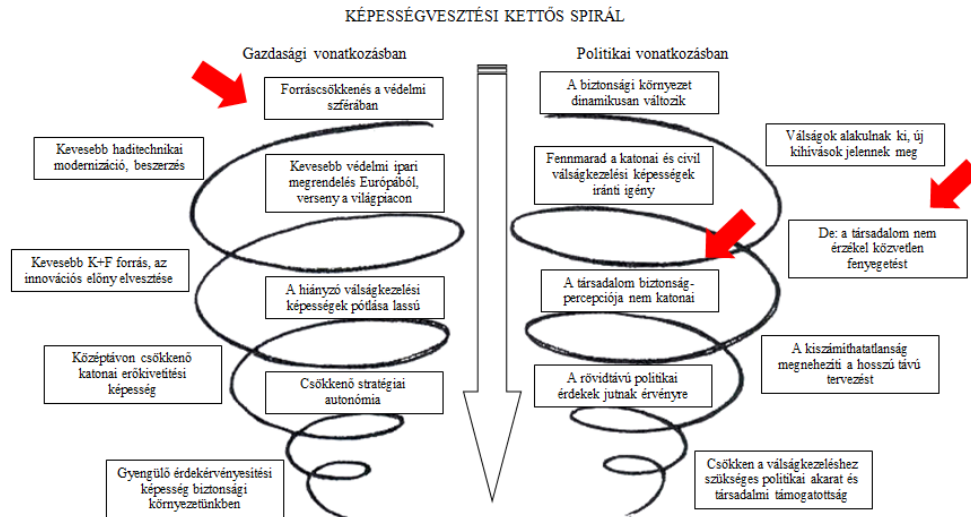 KÉPESSÉGVESZTÉSI KETTŐS SPIRÁL
Gazdasági vonatkozásban
Forráscsökkenés a védelmi
szférában
Kevesebb haditechnikai
modernizáció, beszerzés
Kevesebb védelmi ipari
megrendelés Európából,
verseny a világpiacon
Kevesebb K+F forrás, az
innovációs előny elvesztése
A hiányzó válságkezelési
képességek pótlása lassú
Középtávon csökkenő
katonai erőkivetítési
képesség
Csökkenő stratégiai
autonómia
Gyengülő érdekérvényesítési
képesség biztonsági
környezetünkben
Politikai vonatkozásban
A biztonsági környezet
dinamikusan változik
Válságok alakulnak ki, új
kihívások jelennek meg
Fennmarad a katonai és civil
válságkezelési képességek
iránti igény
De: a társadalom nem
érzékel közvetlen
fenyegetést
A társadalom biztonság-
percepciója nem katonai
A kiszámíthatatlanság
megnehezíti a hosszú távú
tervezést
A rövidtávú politikai
érdekek jutnak érvényre
Csökken a válságkezeléshez
szükséges politikai akarat és
társadalmi támogatottság